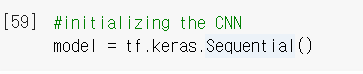 [59] #initializing the CNN
model = tf.keras.Sequential()